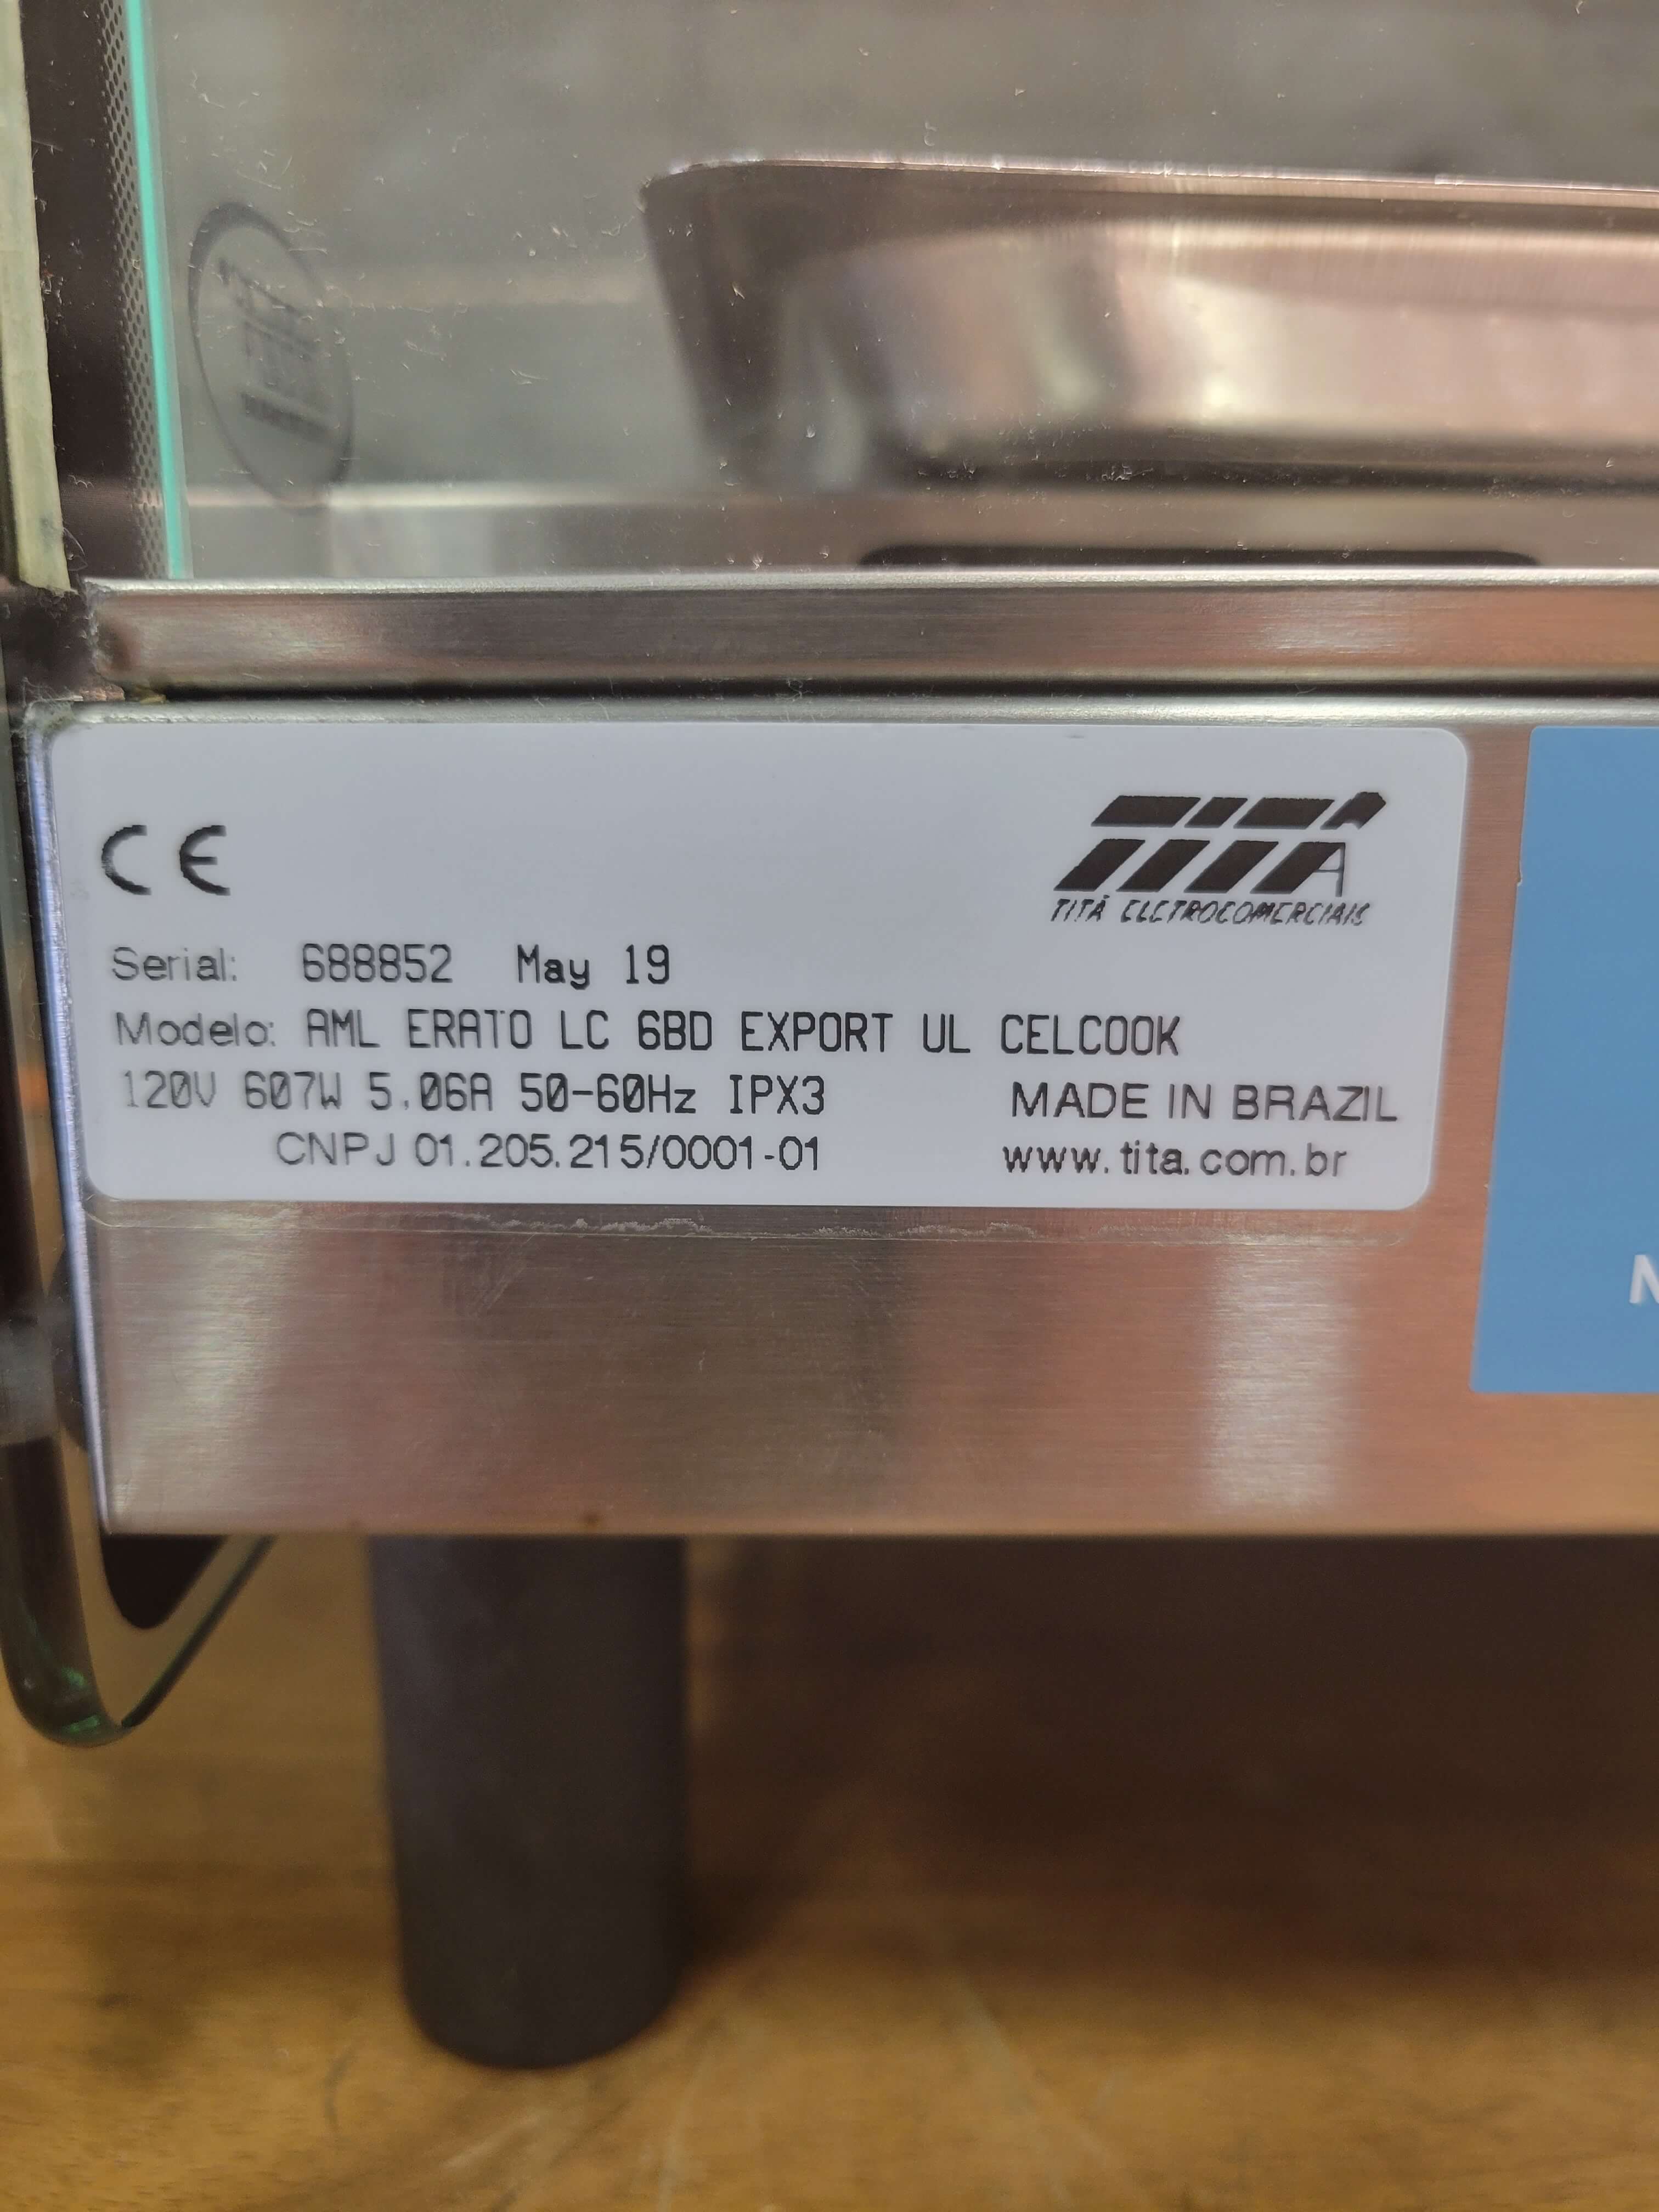 CE
TITÃ
TITÃ ELETROCOMERCIAIS
Serial: 688852 May 19
Modelo: AML ERATO LC 6BD EXPORT UL CELCOOK
120V 607W 5.06A 50-60Hz IPX3 MADE IN BRAZIL
CNPJ 01.205.215/0001-01 www.tita.com.br